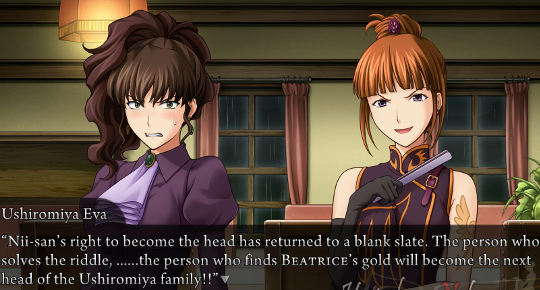 Ushiromiya Eva
“Nii-san’s right to become the head has returned to a blank slate. The person who
solves the riddle, ......the person who finds BEATRICE’s gold will become the next
head of the Ushiromiya family!!”